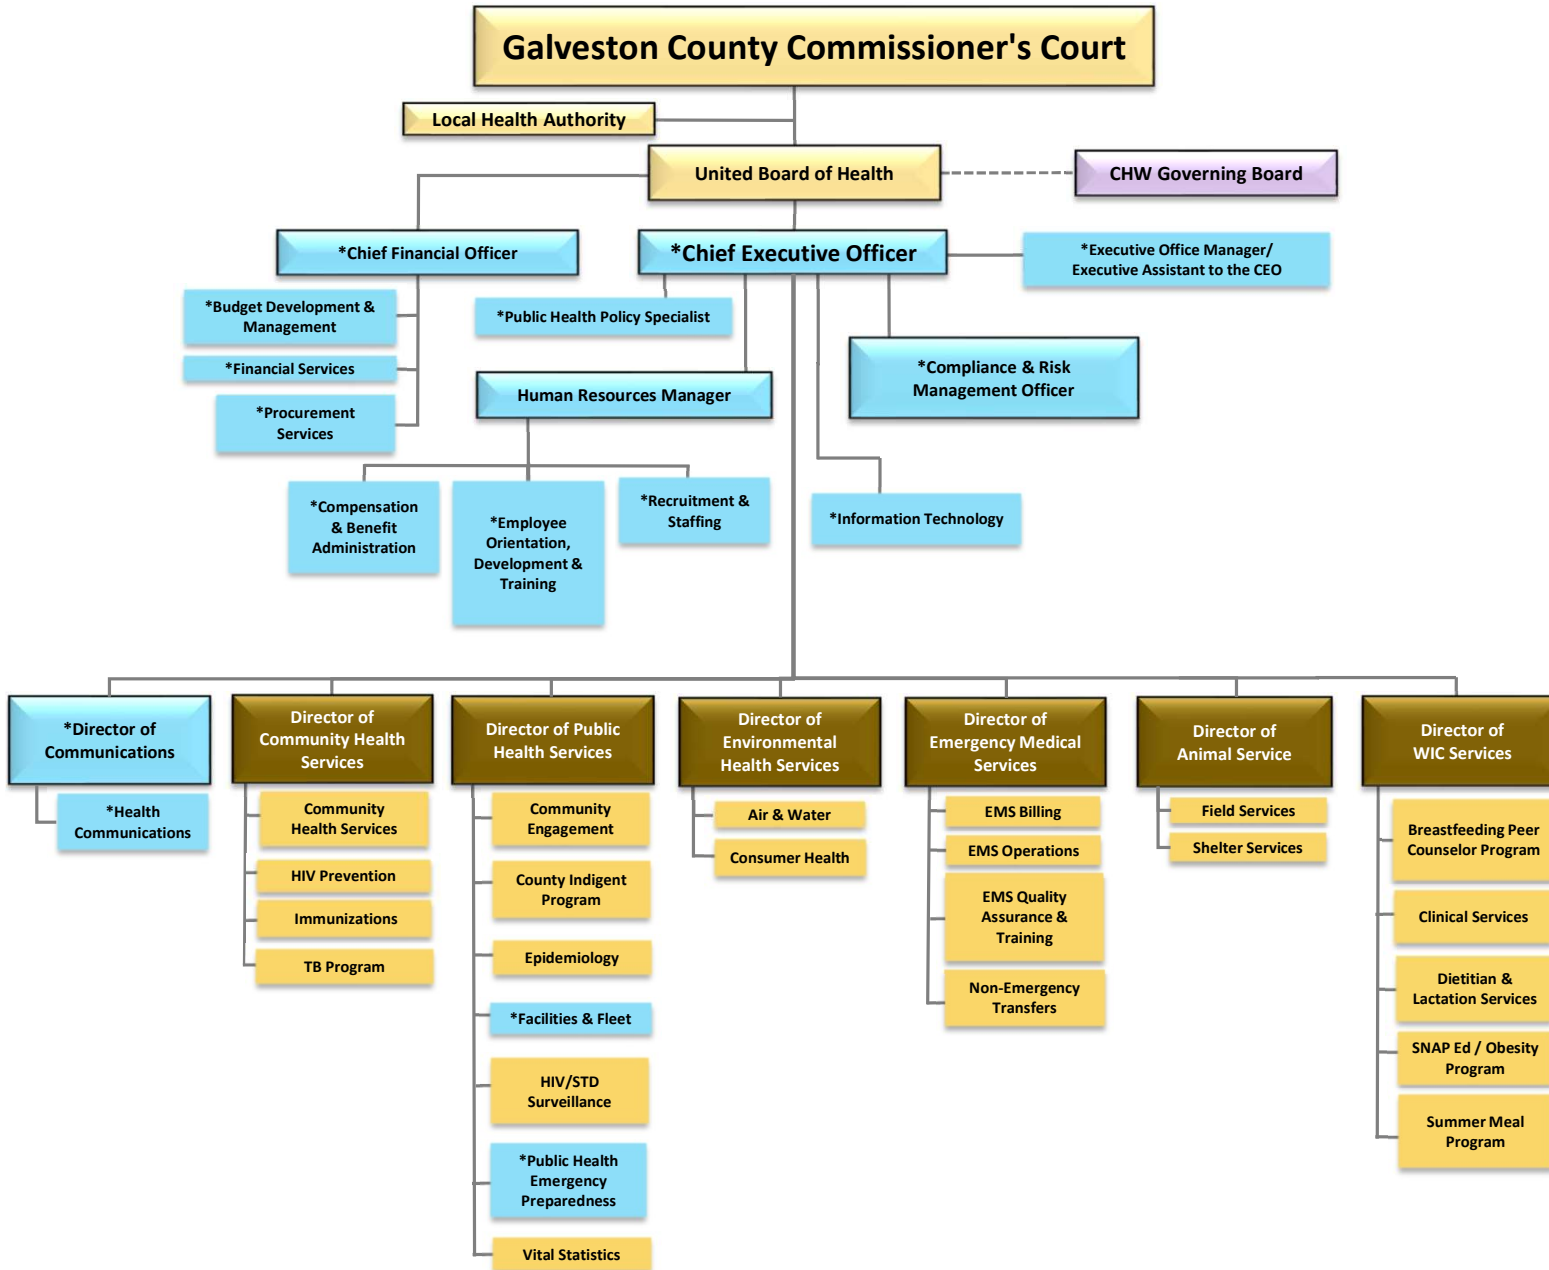 Galveston County Commissioner's Court
Local Health Authority
United Board of Health
CHW Governing Board
*Chief Financial Officer
*Chief Executive Officer
*Executive Office Manager/
Executive Assistant to the CEO
*Budget Development &
Management
*Financial Services
*Procurement
Services
*Public Health Policy Specialist
*Compliance & Risk
Management Officer
Human Resources Manager
*Compensation
& Benefit
Administration
*Employee
Orientation,
Development &
Training
*Recruitment &
Staffing
*Information Technology
*Director of
Communications
*Health
Communications
Director of
Community Health
Services
Community
Health Services
HIV Prevention
Immunizations
TB Program
Director of Public
Health Services
Community
Engagement
County Indigent
Program
Epidemiology
*Facilities & Fleet
HIV/STD
Surveillance
*Public Health
Emergency
Preparedness
Vital Statistics
Director of
Environmental
Health Services
Air & Water
Consumer Health
Director of
Emergency Medical
Services
EMS Billing
EMS Operations
EMS Quality
Assurance &
Training
Non-Emergency
Transfers
Director of
Animal Service
Field Services
Shelter Services
Director of
WIC Services
Breastfeeding Peer
Counselor Program
Clinical Services
Dietitian &
Lactation Services
SNAP Ed / Obesity
Program
Summer Meal
Program